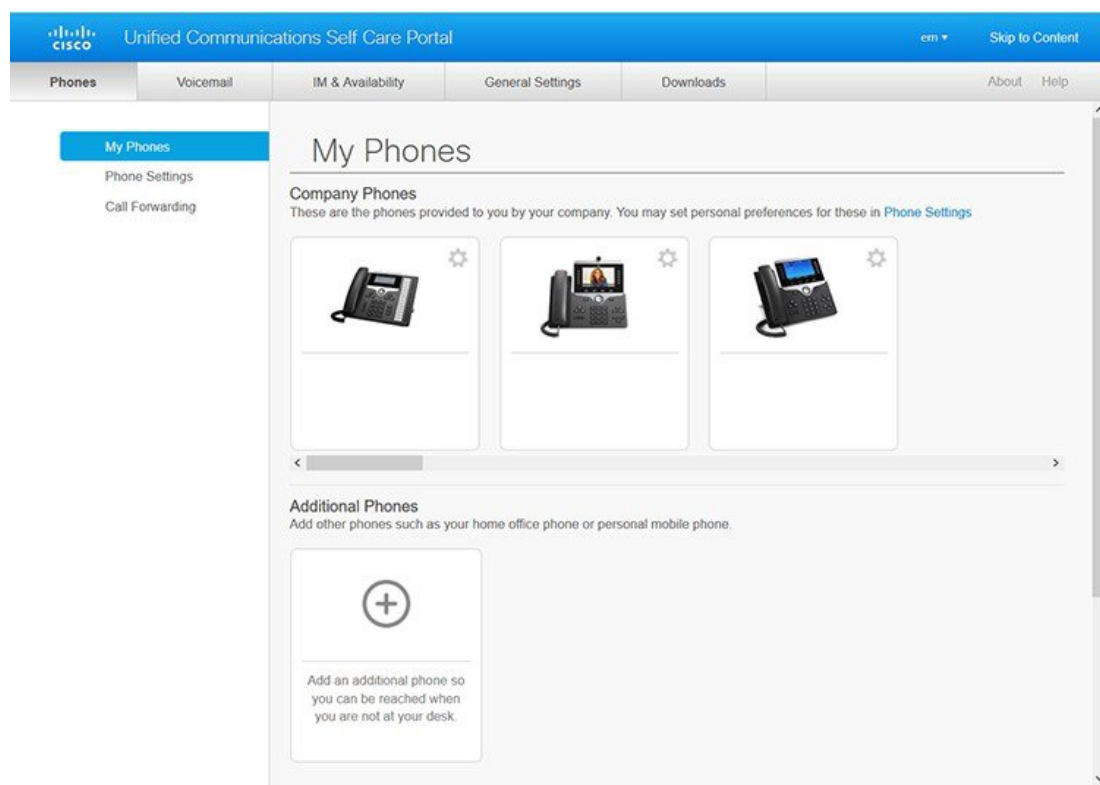 CISCO Unified Communications Self Care Portal em ▾ Skip to Content
Phones Voicemail IM & Availability General Settings Downloads About Help
My Phones
Phone Settings
Call Forwarding
My Phones
Company Phones
These are the phones provided to you by your company. You may set personal preferences for these in Phone Settings
Additional Phones
Add other phones such as your home office phone or personal mobile phone.
Add an additional phone so
you can be reached when
you are not at your desk.